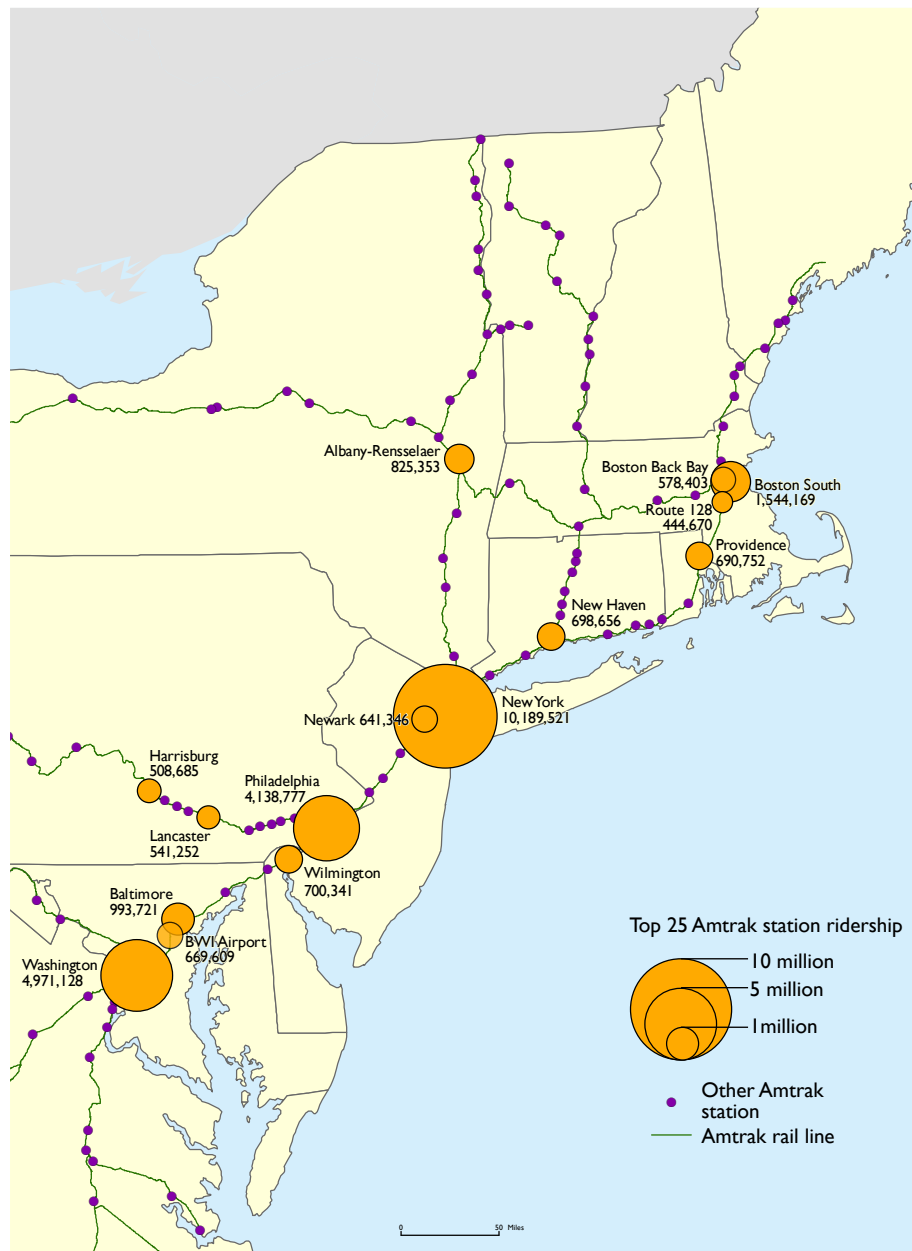 Albany-Rensselaer
825,353
Boston Back Bay
578,403
Boston South
1,544,169
Route 128
444,670
Providence
690,752
New Haven
698,656
New York
10,189,521
Newark 641,346
Harrisburg
508,685
Philadelphia
4,138,777
Lancaster
541,252
Wilmington
700,341
Baltimore
993,721
BWI Airport
669,609
Washington
4,971,128
Top 25 Amtrak station ridership
10 million
5 million
1million
Other Amtrak
station
Amtrak rail line
0 50 Miles